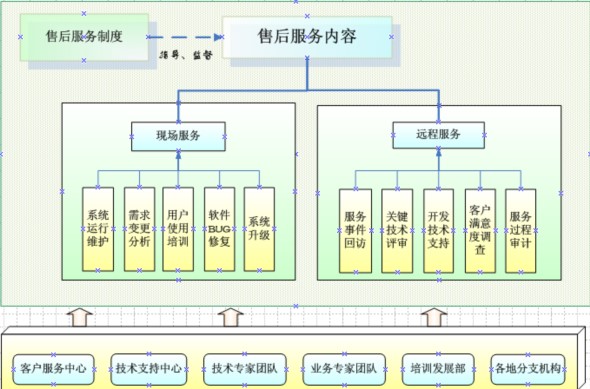 售后服务制度
售后服务内容
指导、监督
现场服务
远程服务
系统
运行
维护
需求
变更
分析
用户
使用
培训
软件
BUG
修复
系统
升级
服务
事件
回访
关键
技术
评审
开发
技术
支持
客户
满意
度调
查
服务
过程
审计
客户服务中心
技术支持中心
技术专家团队
业务专家团队
培训发展部
各地分支机构